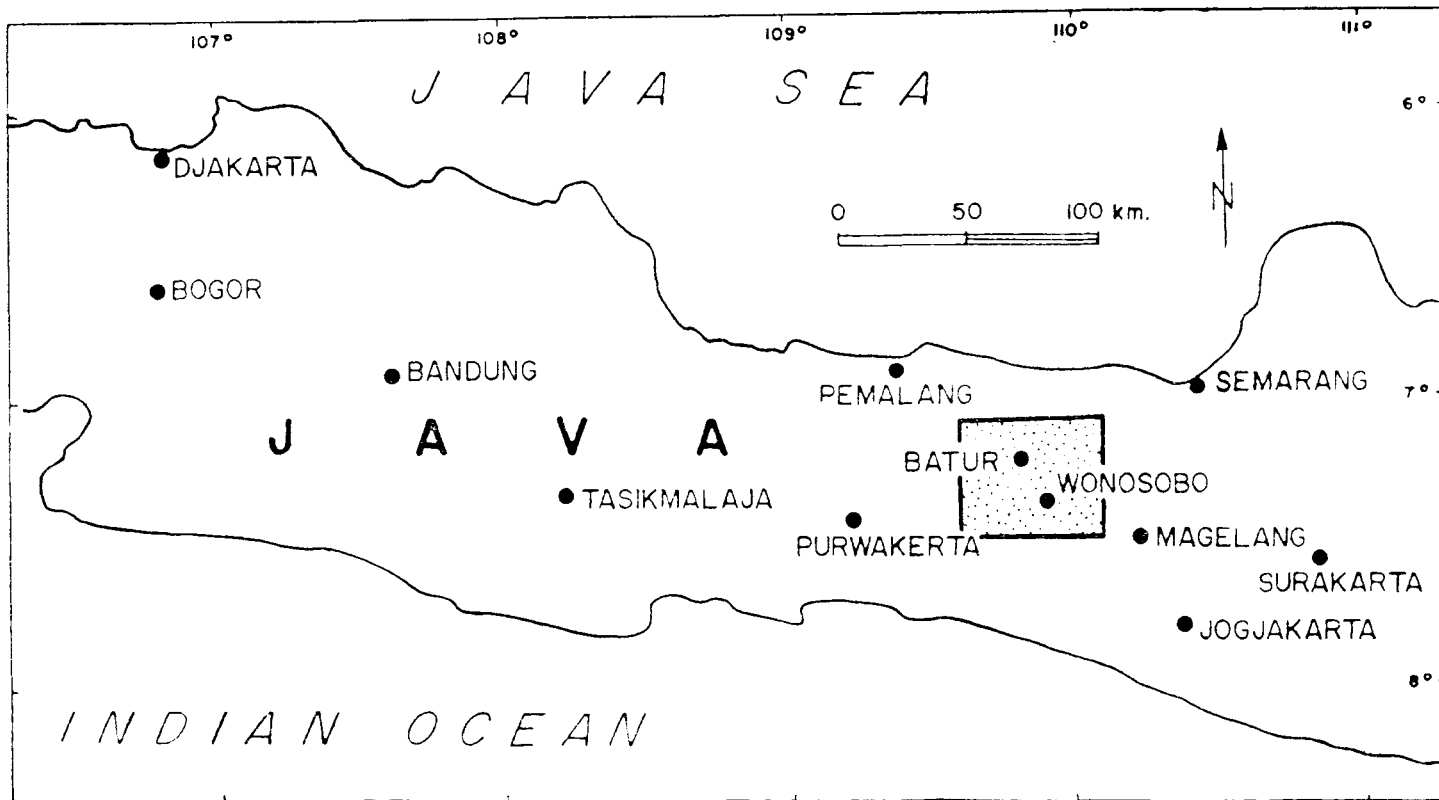 107° 108° 109° 110° 111°
JAVA SEA
6°
DJAKARTA
N
0 50 100 km.
BOGOR
BANDUNG
PEMALANG
SEMARANG
7°
JAVA
BATUR
WONOSOBO
TASIKMALAJA
PURWAKERTA
MAGELANG
SURAKARTA
JOGJAKARTA
8°
INDIAN OCEAN